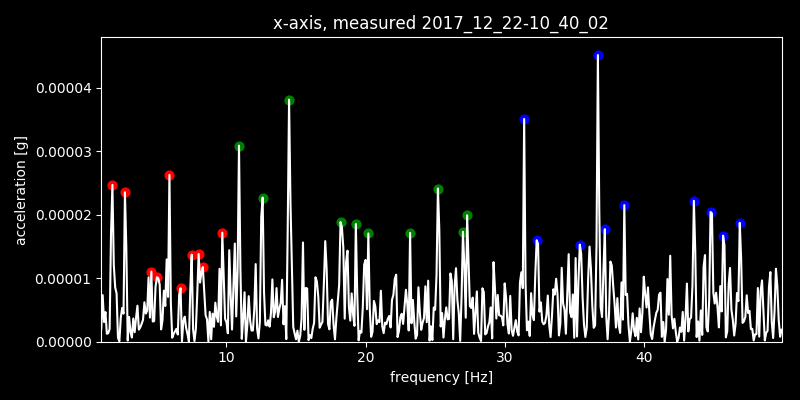 x-axis, measured 2017_12_22-10_40_02
acceleration [g]
0.00004
0.00003
0.00002
0.00001
0.00000
10 20 30 40
frequency [Hz]